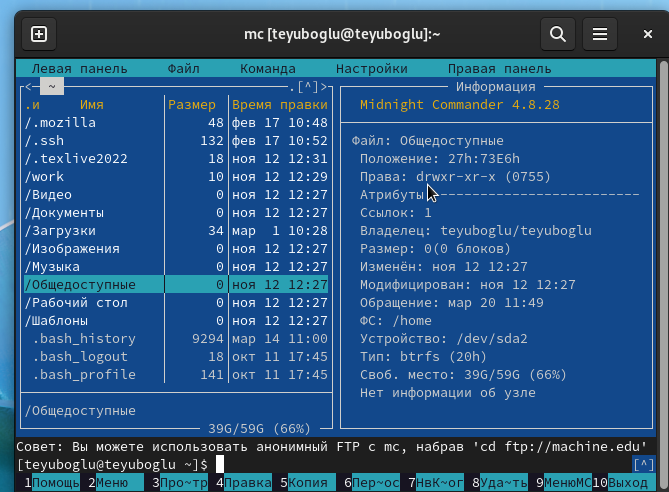 mc [teyuboglu@teyuboglu]:~
Левая панель Файл Команда Настройки Правая панель
<- ~ .[^]>
.и Имя Размер Время правки
/.mozilla 48 фев 17 10:48
/.ssh 132 фев 17 10:52
/.texlive2022 18 ноя 12 12:31
/work 10 ноя 12 12:29
/Видео 0 ноя 12 12:27
/Документы 0 ноя 12 12:27
/Загрузки 34 мар 1 10:28
/Изображения 0 ноя 12 12:27
/Музыка 0 ноя 12 12:27
/Общедоступные 0 ноя 12 12:27
/Рабочий стол 0 ноя 12 12:27
/Шаблоны 0 ноя 12 12:27
.bash_history 9294 мар 14 11:00
.bash_logout 18 окт 11 17:45
.bash_profile 141 окт 11 17:45
/Общедоступные
39G/59G (66%)
Информация
Midnight Commander 4.8.28
Файл: Общедоступные
Положение: 27h:73E6h
Права: drwxr-xr-x (0755)
Атрибуты
Ссылок: 1
Владелец: teyuboglu/teyuboglu
Размер: 0(0 блоков)
Изменён: ноя 12 12:27
Модифицирован: ноя 12 12:27
Обращение: мар 20 11:49
ФС: /home
Устройство: /dev/sda2
Тип: btrfs (20h)
Своб. место: 39G/59G (66%)
Нет информации об узле
Совет: Вы можете использовать анонимный FTP с mc, набрав 'cd ftp://machine.edu'
[teyuboglu@teyuboglu ~]$ [^]
1Помощь 2Меню 3Про~тр 4Правка 5Копия 6Пер~ос 7НвК~ог 8Уда~ть 9МенюMC 10Выход